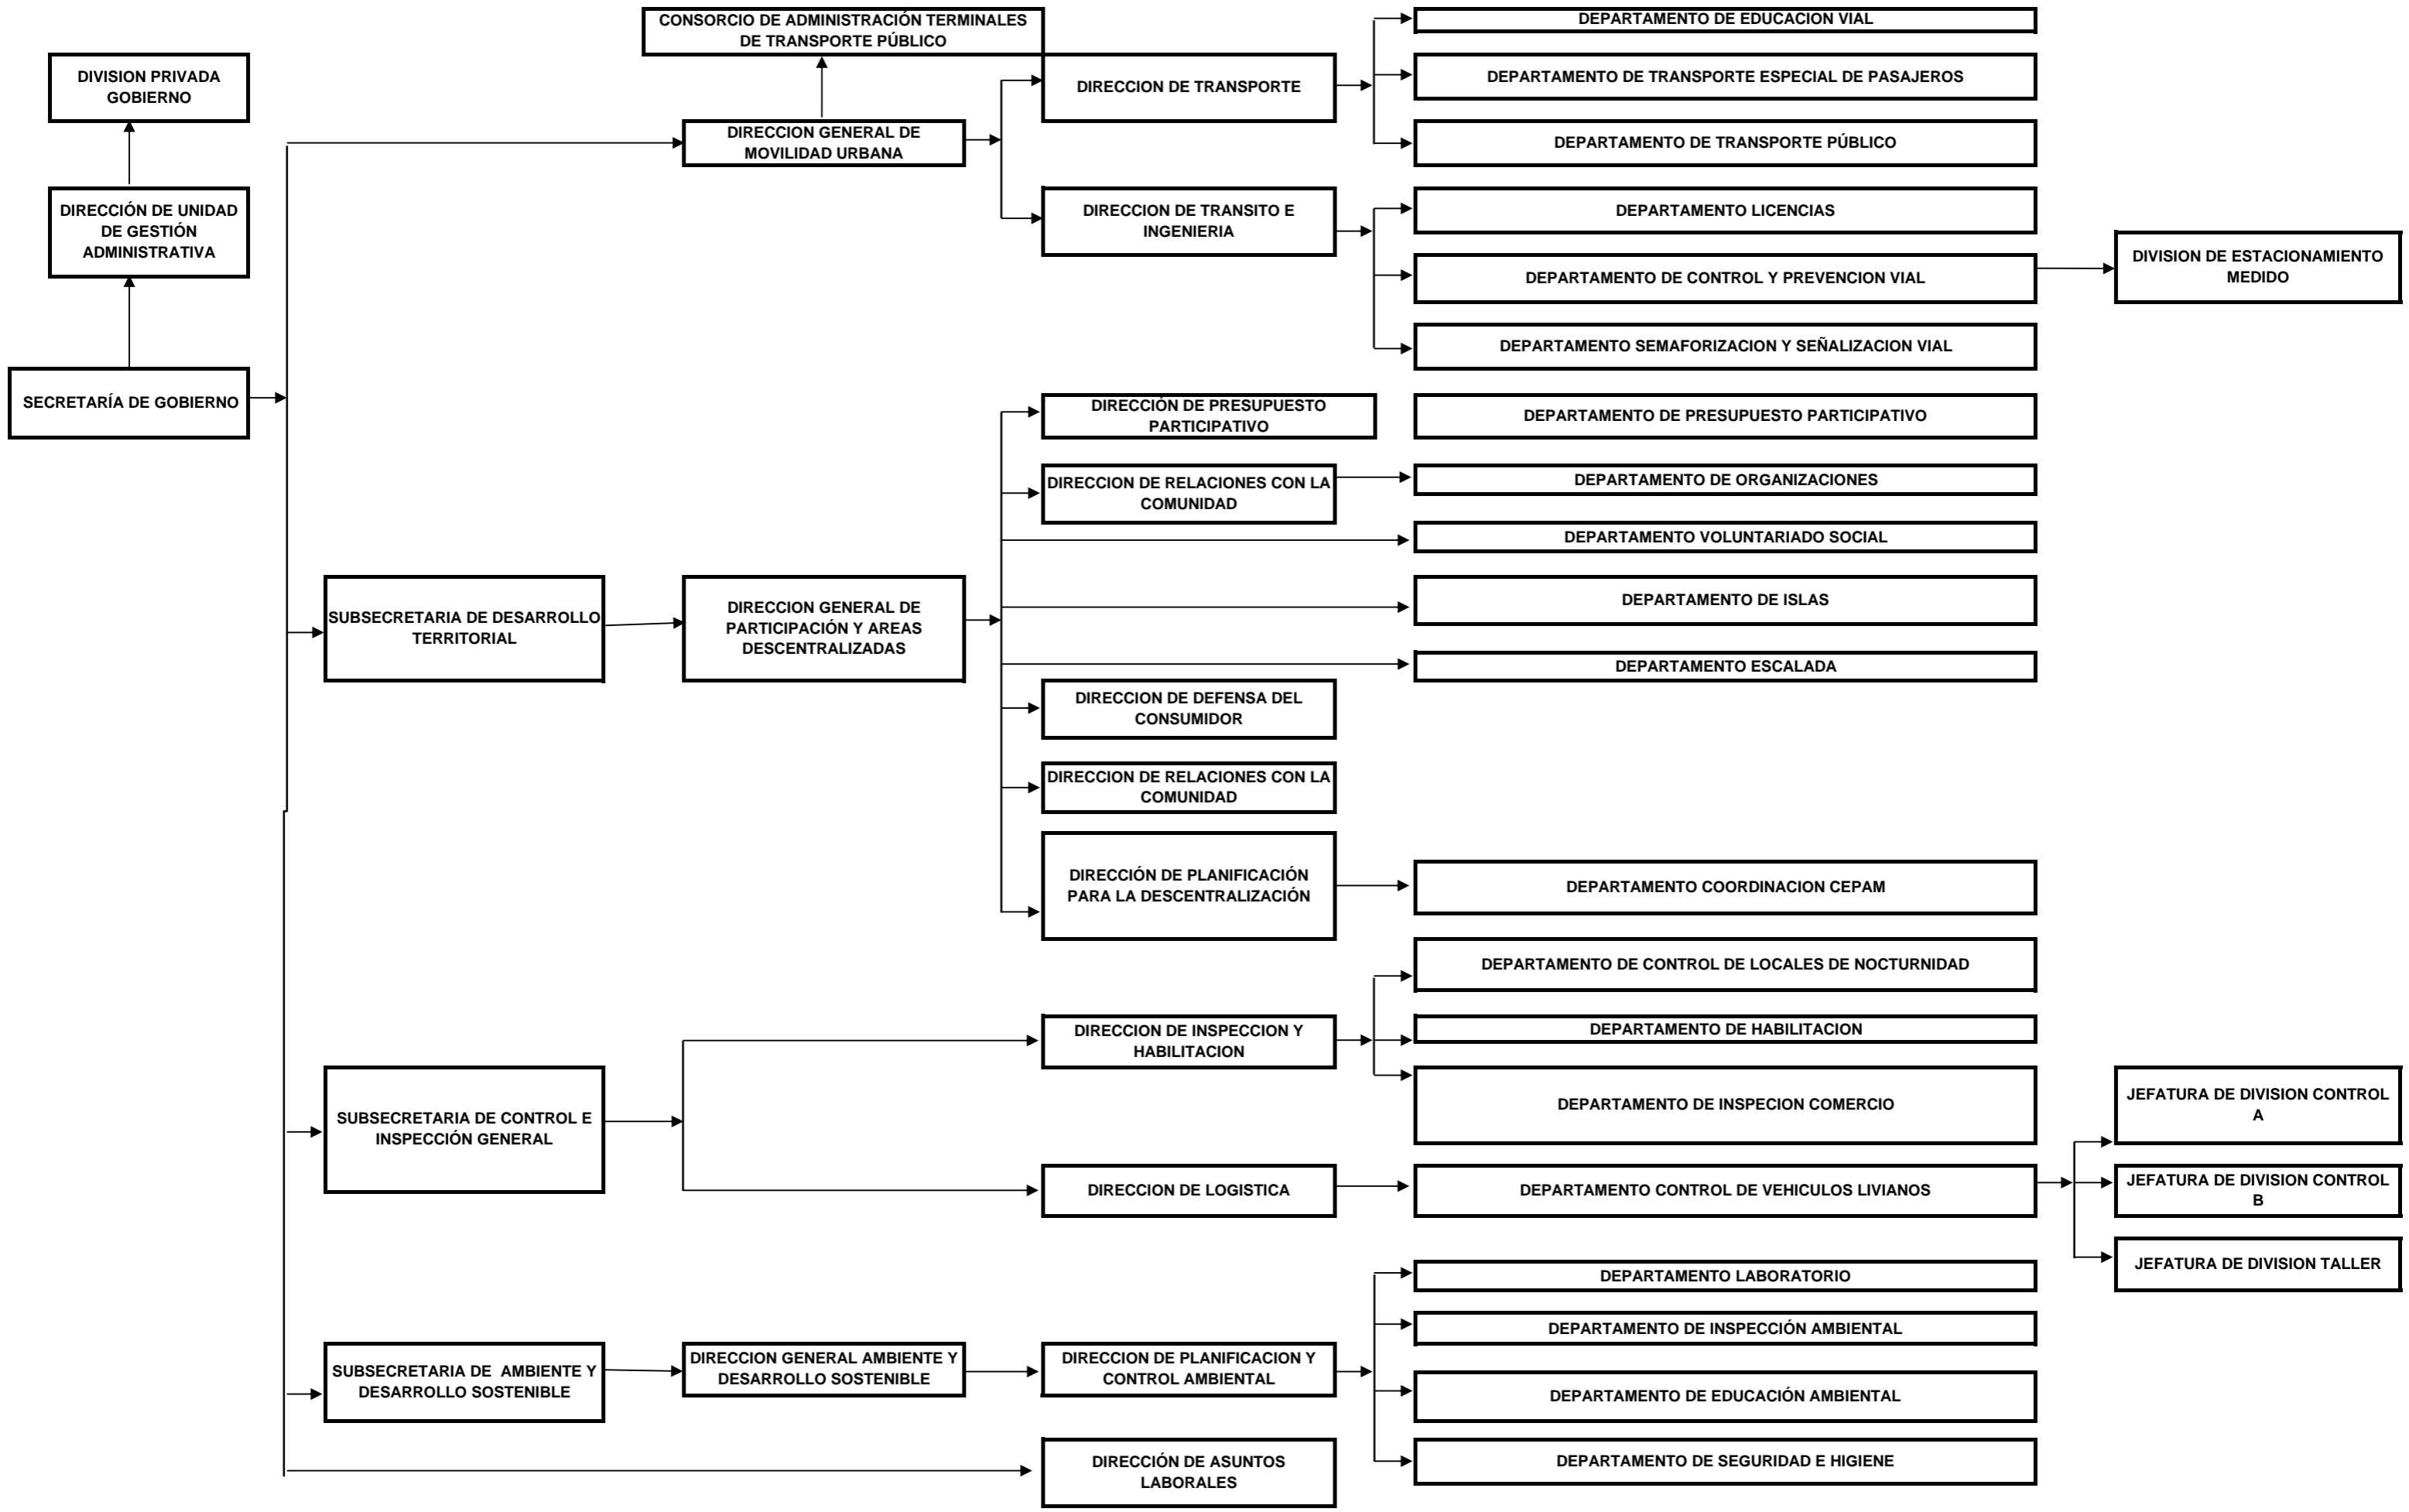 CONSORCIO DE ADMINISTRACIÓN TERMINALES
DE TRANSPORTE PÚBLICO
DEPARTAMENTO DE EDUCACION VIAL
DIVISION PRIVADA
GOBIERNO
DIRECCION DE TRANSPORTE
DEPARTAMENTO DE TRANSPORTE ESPECIAL DE PASAJEROS
DIRECCION GENERAL DE
MOVILIDAD URBANA
DEPARTAMENTO DE TRANSPORTE PÚBLICO
DIRECCIÓN DE UNIDAD
DE GESTIÓN
ADMINISTRATIVA
DIRECCION DE TRANSITO E
INGENIERIA
DEPARTAMENTO LICENCIAS
DEPARTAMENTO DE CONTROL Y PREVENCION VIAL
DIVISION DE ESTACIONAMIENTO
MEDIDO
DEPARTAMENTO SEMAFORIZACION Y SEÑALIZACION VIAL
SECRETARÍA DE GOBIERNO
DIRECCIÓN DE PRESUPUESTO
PARTICIPATIVO
DEPARTAMENTO DE PRESUPUESTO PARTICIPATIVO
DIRECCION DE RELACIONES CON LA
COMUNIDAD
DEPARTAMENTO DE ORGANIZACIONES
DEPARTAMENTO VOLUNTARIADO SOCIAL
SUBSECRETARIA DE DESARROLLO
TERRITORIAL
DIRECCION GENERAL DE
PARTICIPACIÓN Y AREAS
DESCENTRALIZADAS
DEPARTAMENTO DE ISLAS
DEPARTAMENTO ESCALADA
DIRECCION DE DEFENSA DEL
CONSUMIDOR
DIRECCION DE RELACIONES CON LA
COMUNIDAD
DIRECCIÓN DE PLANIFICACIÓN
PARA LA DESCENTRALIZACIÓN
DEPARTAMENTO COORDINACION CEPAM
DEPARTAMENTO DE CONTROL DE LOCALES DE NOCTURNIDAD
DIRECCION DE INSPECCION Y
HABILITACION
DEPARTAMENTO DE HABILITACION
SUBSECRETARIA DE CONTROL E
INSPECCIÓN GENERAL
DEPARTAMENTO DE INSPECION COMERCIO
JEFATURA DE DIVISION CONTROL
A
DIRECCION DE LOGISTICA
DEPARTAMENTO CONTROL DE VEHICULOS LIVIANOS
JEFATURA DE DIVISION CONTROL
B
JEFATURA DE DIVISION TALLER
DEPARTAMENTO LABORATORIO
DEPARTAMENTO DE INSPECCIÓN AMBIENTAL
SUBSECRETARIA DE AMBIENTE Y
DESARROLLO SOSTENIBLE
DIRECCION GENERAL AMBIENTE Y
DESARROLLO SOSTENIBLE
DIRECCION DE PLANIFICACION Y
CONTROL AMBIENTAL
DEPARTAMENTO DE EDUCACIÓN AMBIENTAL
DIRECCIÓN DE ASUNTOS
LABORALES
DEPARTAMENTO DE SEGURIDAD E HIGIENE